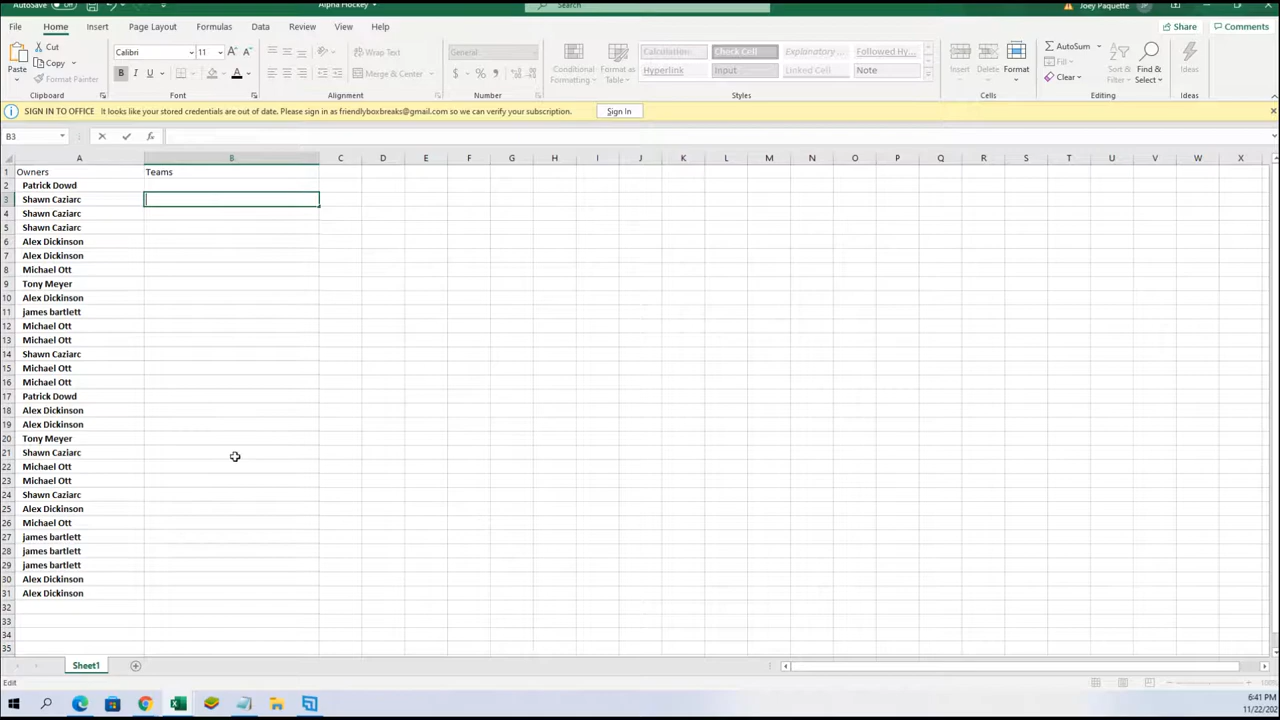 AutoSave Off Alpha Hockey Search Joey Paquette JP
File Home Insert Page Layout Formulas Data Review View Help Share Comments
Paste Cut Copy Format Painter
Calibri 11 Wrap Text Merge & Center General
Conditional Formatting Format as Table
Calculation Check Cell Explanatory ... Followed Hy...
Hyperlink Input Linked Cell Note
Insert Delete Format AutoSum Fill Clear Sort & Filter Find & Select Ideas
Clipboard Font Alignment Number Styles Cells Editing Ideas
SIGN IN TO OFFICE It looks like your stored credentials are out of date. Please sign in as friendlyboxbreaks@gmail.com so we can verify your subscription. Sign In
B3
A B C D E F G H I J K L M N O P Q R S T U V W X
1 Owners Teams
2 Patrick Dowd
3 Shawn Caziarc
4 Shawn Caziarc
5 Shawn Caziarc
6 Alex Dickinson
7 Alex Dickinson
8 Michael Ott
9 Tony Meyer
10 Alex Dickinson
11 james bartlett
12 Michael Ott
13 Michael Ott
14 Shawn Caziarc
15 Michael Ott
16 Michael Ott
17 Patrick Dowd
18 Alex Dickinson
19 Alex Dickinson
20 Tony Meyer
21 Shawn Caziarc
22 Michael Ott
23 Michael Ott
24 Shawn Caziarc
25 Alex Dickinson
26 Michael Ott
27 james bartlett
28 james bartlett
29 james bartlett
30 Alex Dickinson
31 Alex Dickinson
32
33
34
35
Sheet1
Edit 100%
6:41 PM
11/22/202